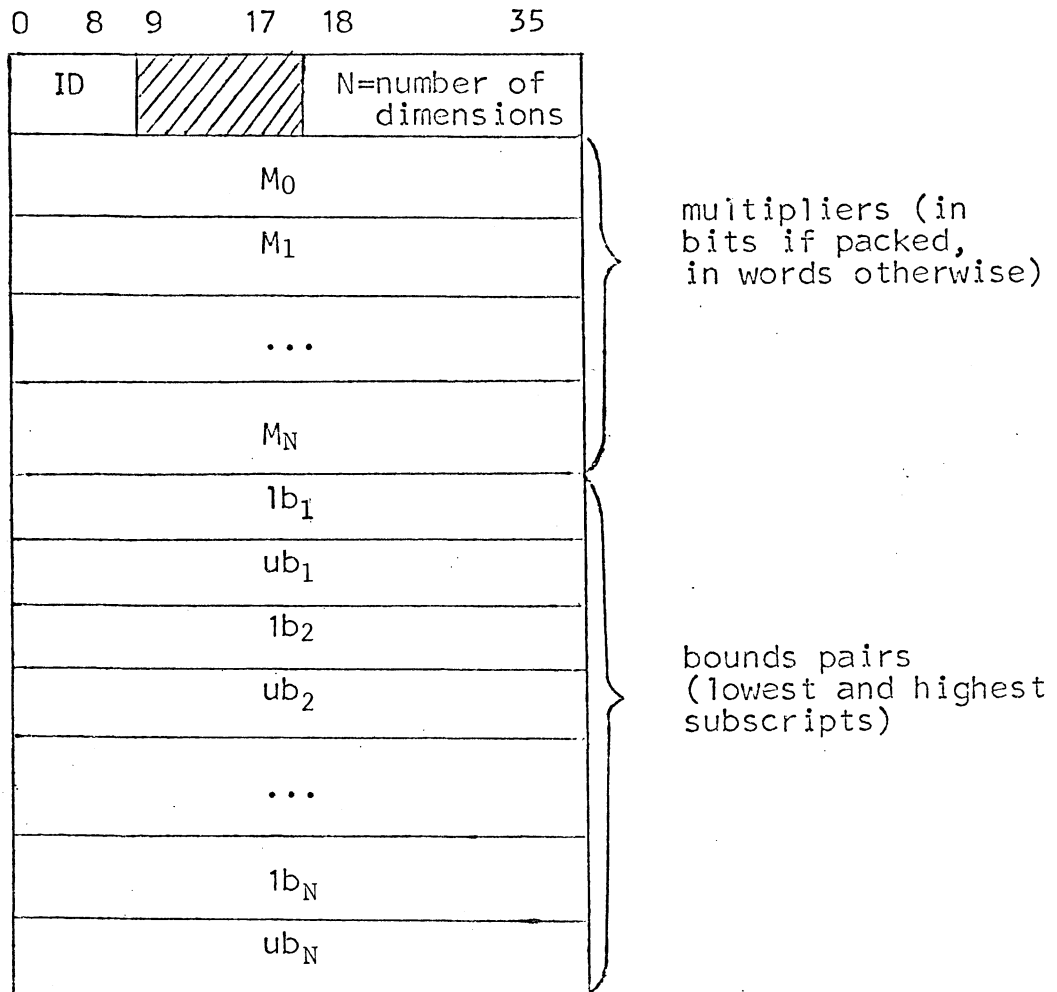 0 8 9 17 18 35
ID
N=number of
dimensions
M0
M1
...
MN
multipliers (in
bits if packed,
in words otherwise)
lb1
ub1
lb2
ub2
...
lbN
ubN
bounds pairs
(lowest and highest
subscripts)